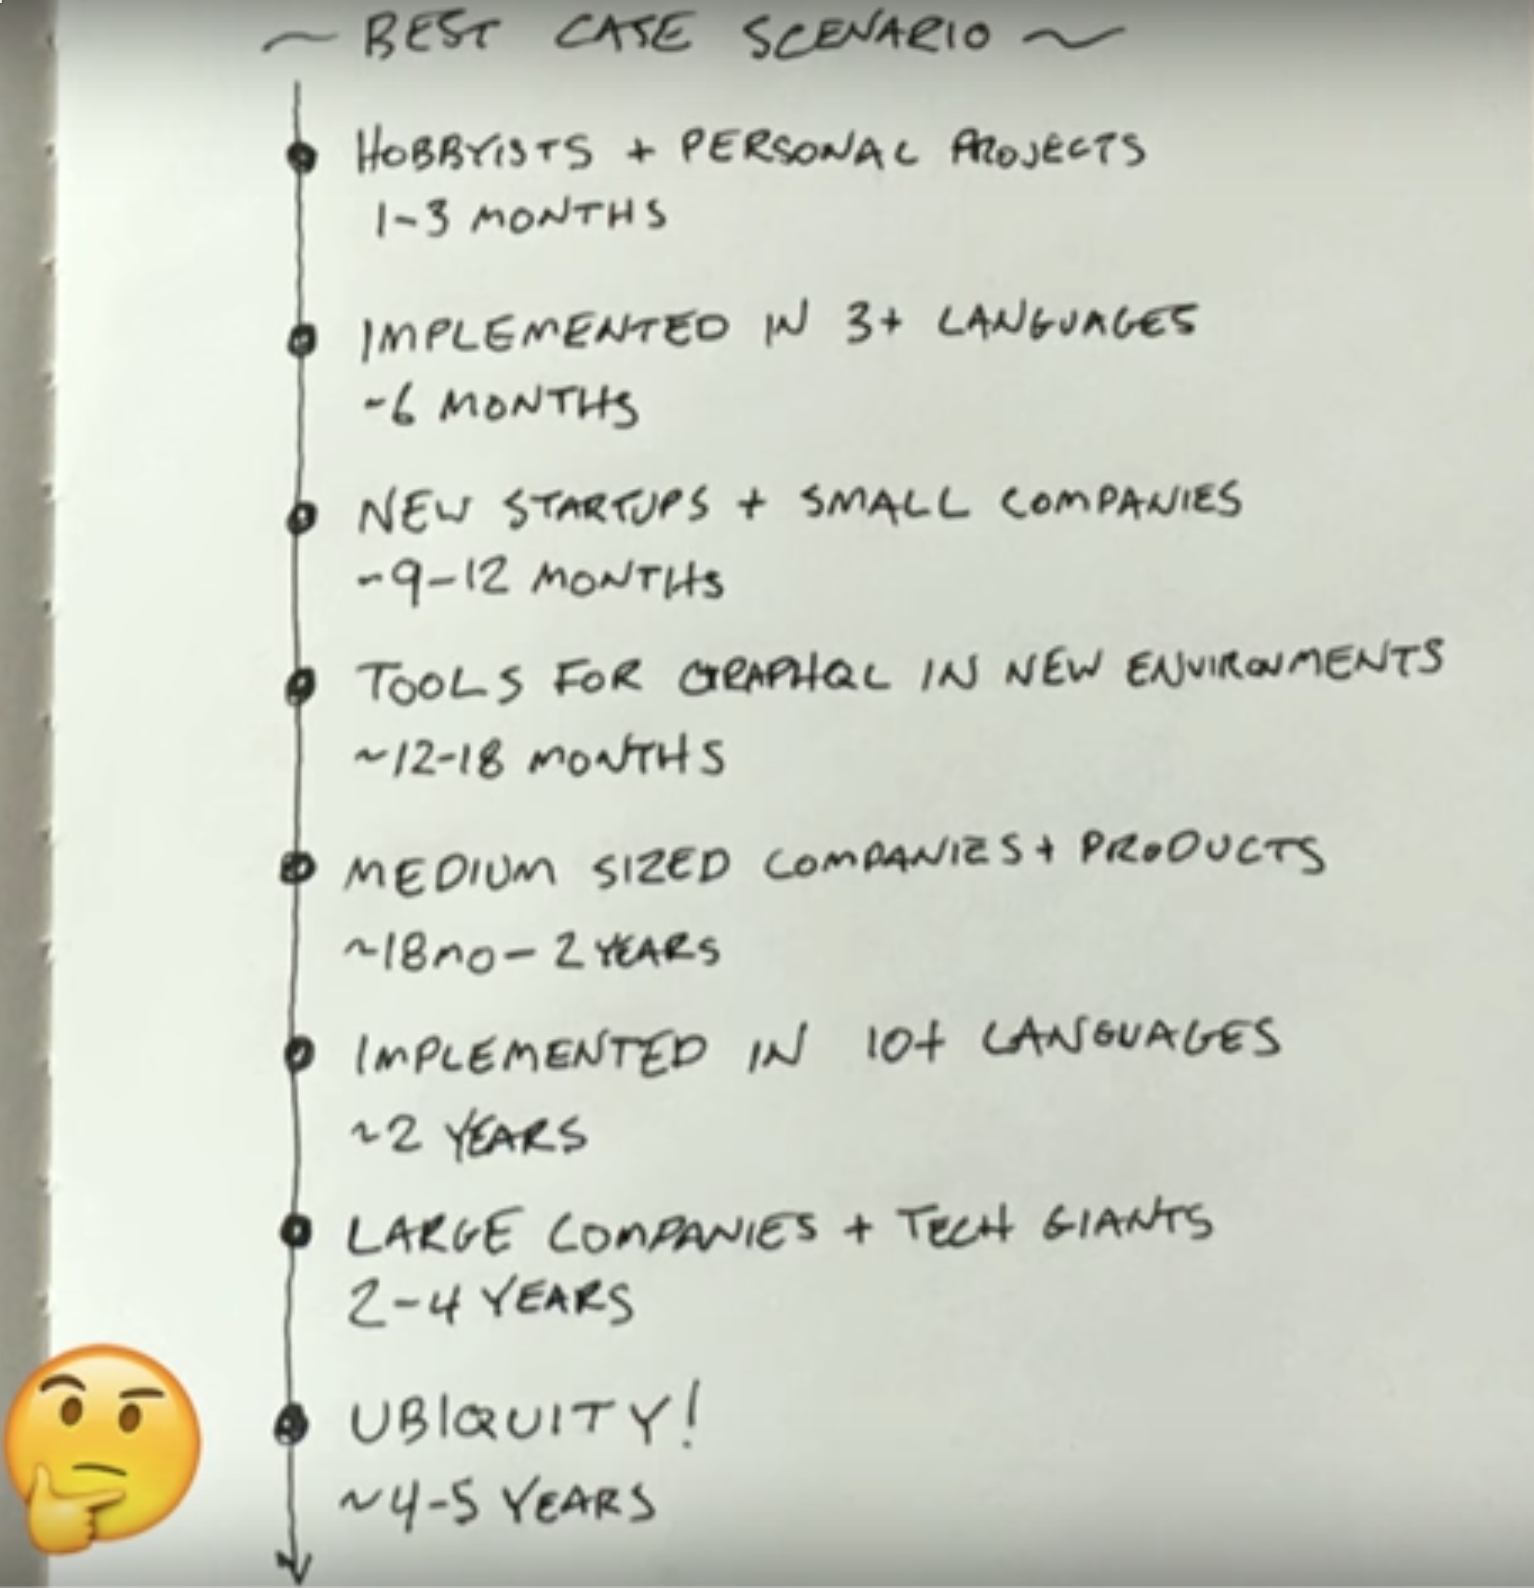 ~ BEST CASE SCENARIO ~
HOBBYISTS + PERSONAL PROJECTS
1-3 MONTHS
IMPLEMENTED IN 3+ LANGUAGES
~6 MONTHS
NEW STARTUPS + SMALL COMPANIES
~9-12 MONTHS
TOOLS FOR GRAPHQL IN NEW ENVIRONMENTS
~12-18 MONTHS
MEDIUM SIZED COMPANIES + PRODUCTS
~18mo - 2 YEARS
IMPLEMENTED IN 10+ LANGUAGES
~2 YEARS
LARGE COMPANIES + TECH GIANTS
2-4 YEARS
UBIQUITY!
~4-5 YEARS